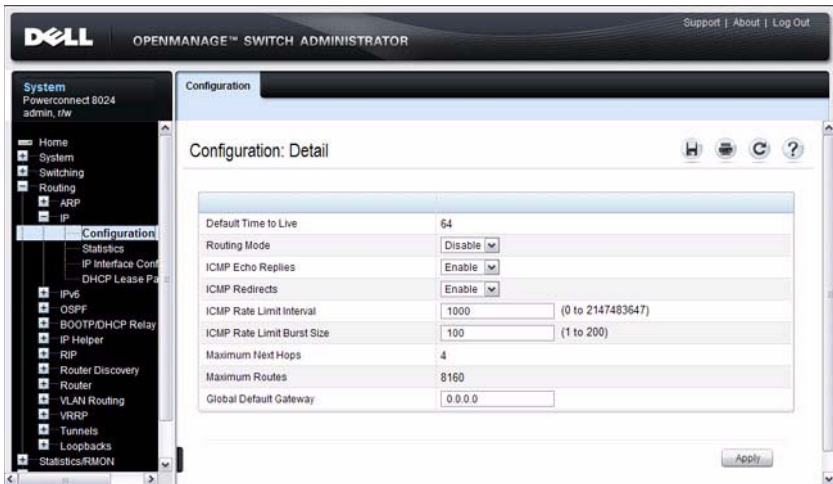 Support | About | Log Out
DELL OPENMANAGE™ SWITCH ADMINISTRATOR
System
Powerconnect 8024
admin, r/w
Home
System
Switching
Routing
ARP
IP
Configuration
Statistics
IP Interface Conf
DHCP Lease Pa
IPv6
OSPF
BOOTP/DHCP Relay
IP Helper
RIP
Router Discovery
Router
VLAN Routing
VRRP
Tunnels
Loopbacks
Statistics/RMON
Configuration
Configuration: Detail
Default Time to Live 64
Routing Mode Disable
ICMP Echo Replies Enable
ICMP Redirects Enable
ICMP Rate Limit Interval 1000 (0 to 2147483647)
ICMP Rate Limit Burst Size 100 (1 to 200)
Maximum Next Hops 4
Maximum Routes 8160
Global Default Gateway 0.0.0.0
Apply